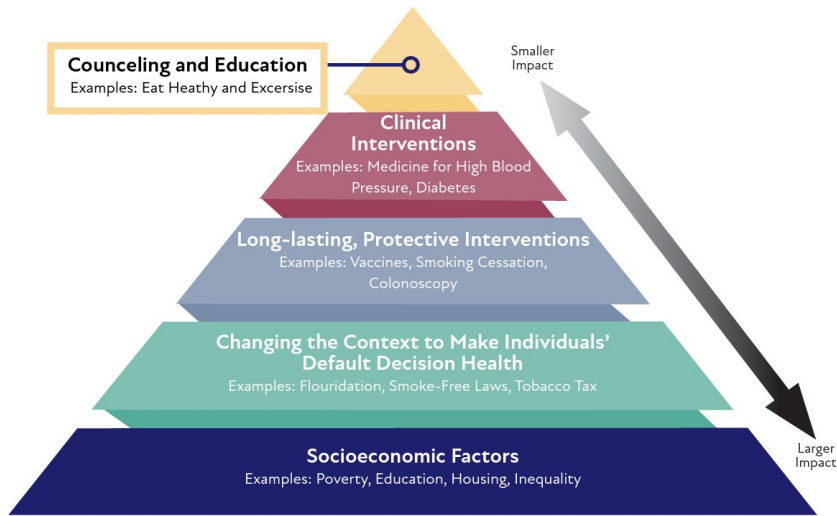 Smaller
Impact
Counceling and Education
Examples: Eat Heathy and Excersise
Clinical
Interventions
Examples: Medicine for High Blood
Pressure, Diabetes
Long-lasting, Protective Interventions
Examples: Vaccines, Smoking Cessation,
Colonoscopy
Changing the Context to Make Individuals’
Default Decision Health
Examples: Flouridation, Smoke-Free Laws, Tobacco Tax
Socioeconomic Factors
Examples: Poverty, Education, Housing, Inequality
Larger
Impact